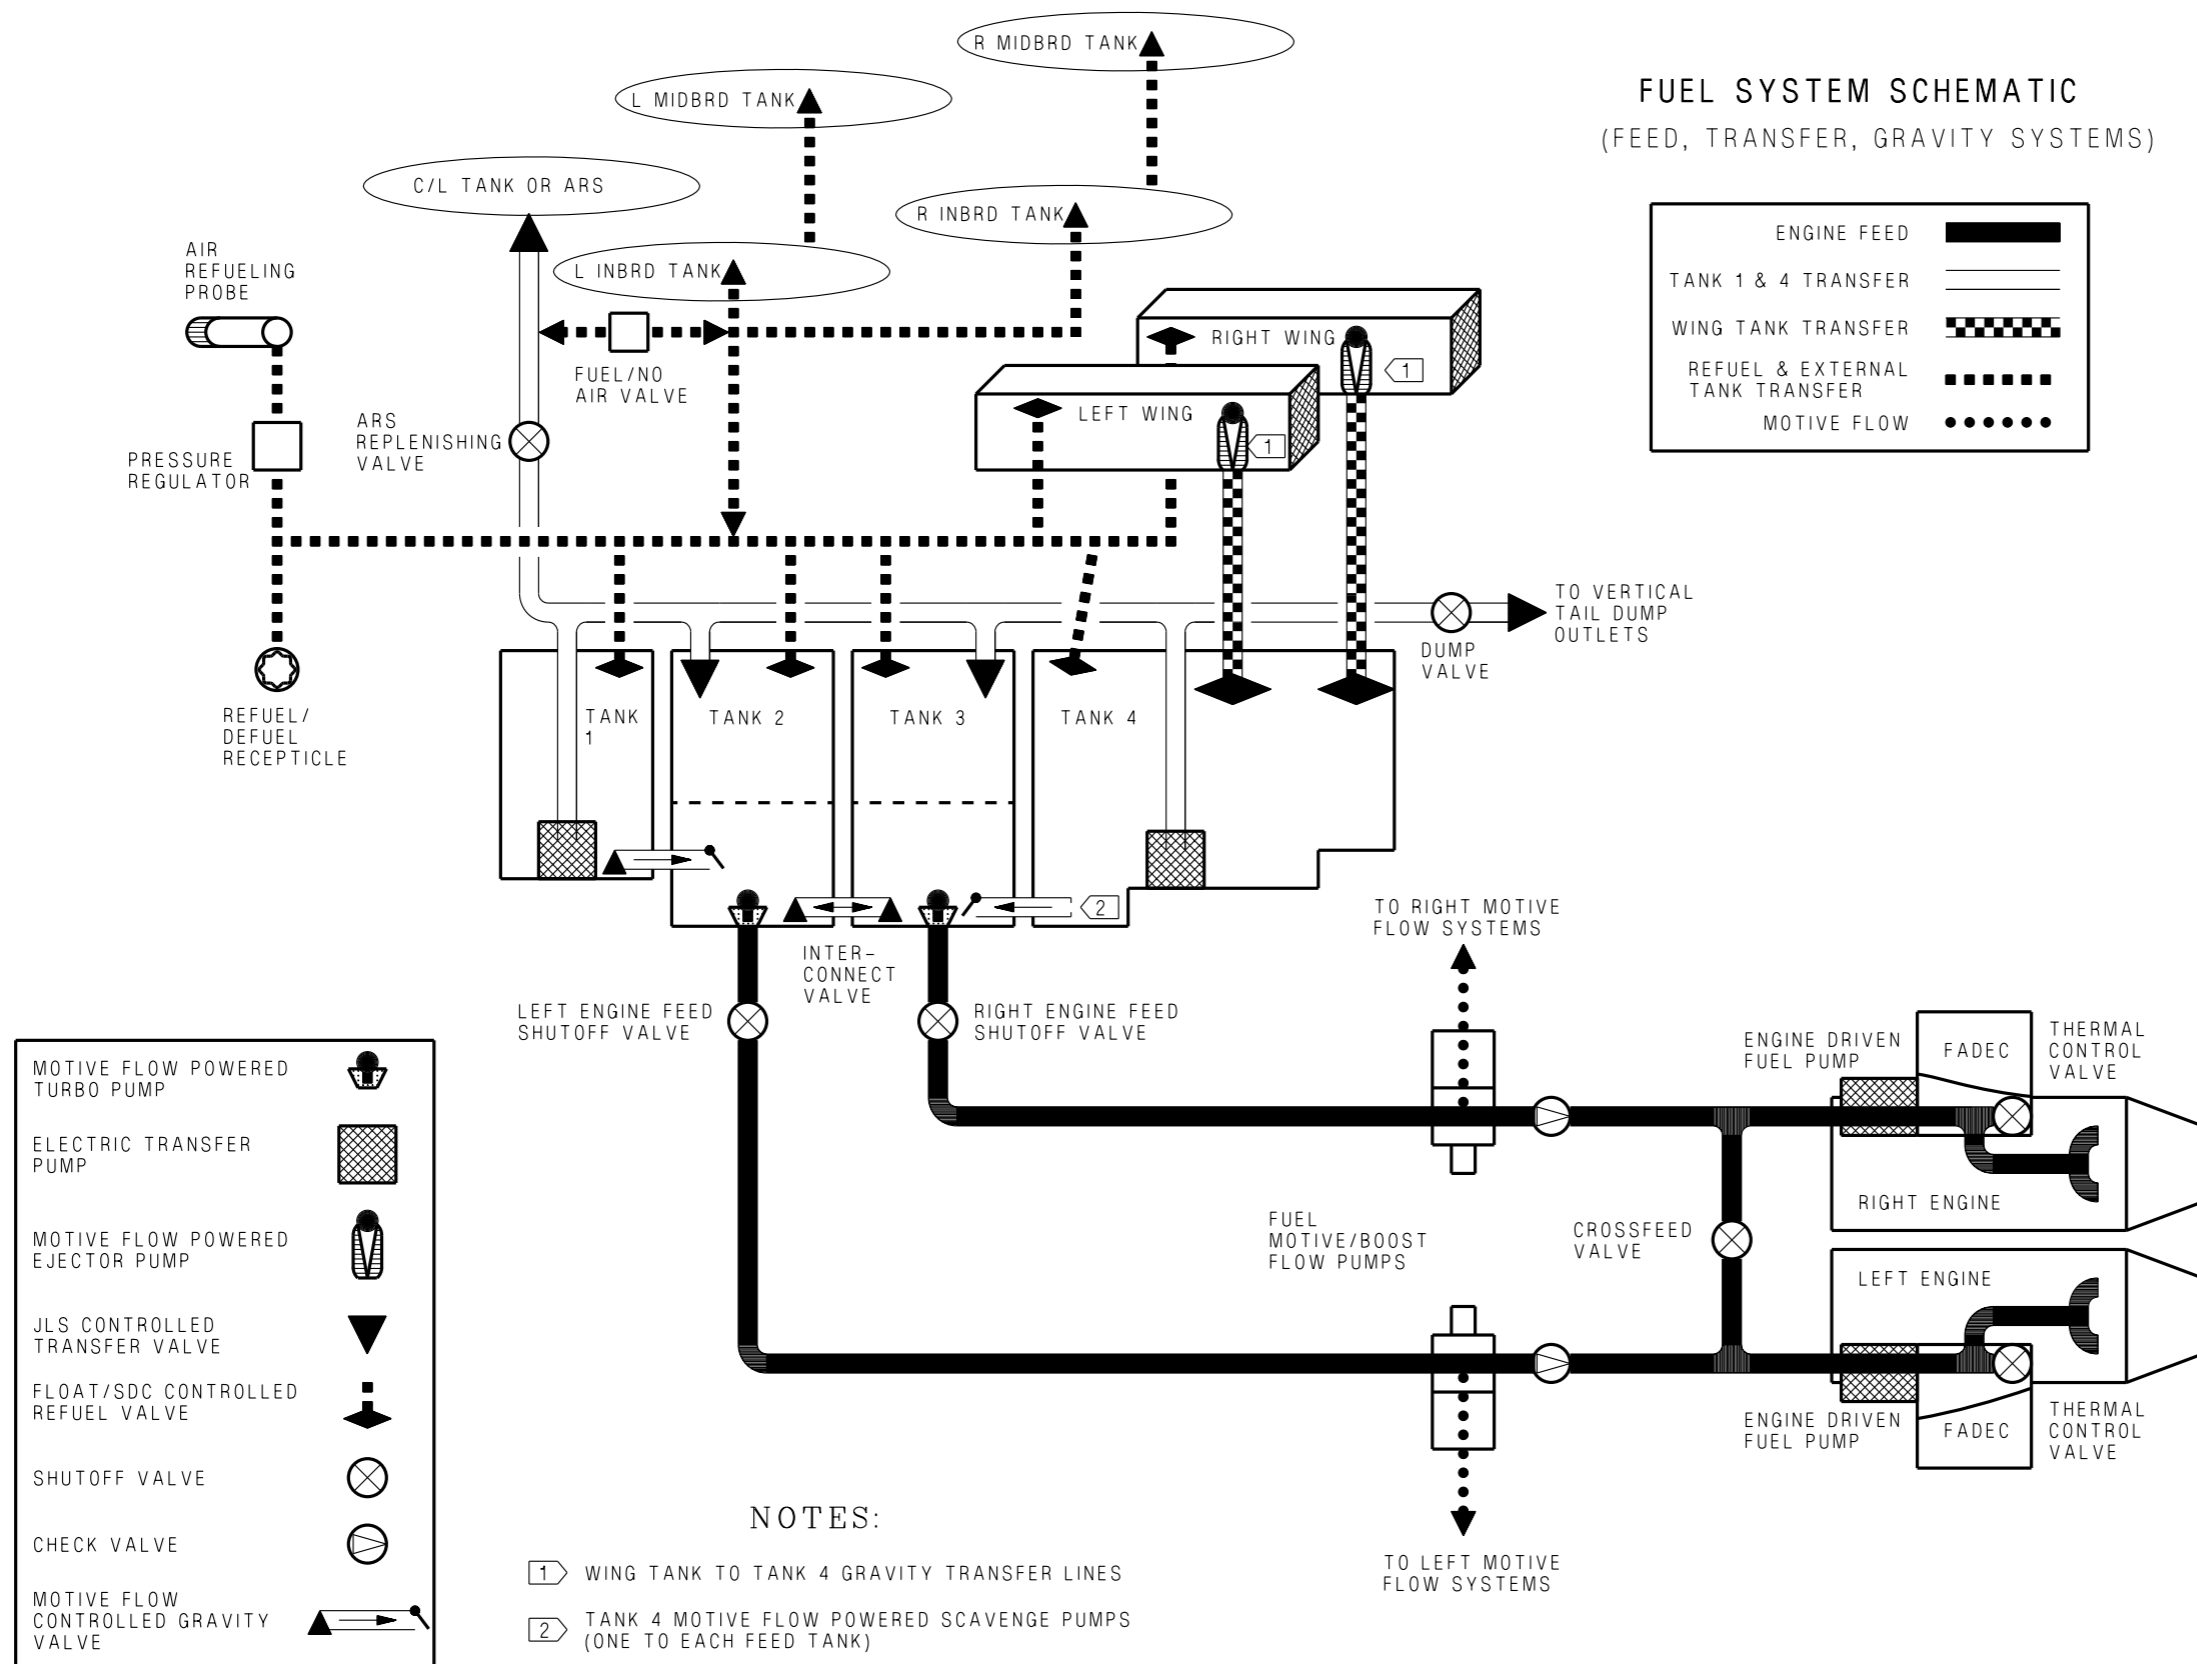 R MIDBRD TANK
L MIDBRD TANK
FUEL SYSTEM SCHEMATIC
(FEED, TRANSFER, GRAVITY SYSTEMS)
C/L TANK OR ARS
R INBRD TANK
L INBRD TANK
AIR
REFUELING
PROBE
ENGINE FEED
TANK 1 & 4 TRANSFER
WING TANK TRANSFER
REFUEL & EXTERNAL
TANK TRANSFER
MOTIVE FLOW
RIGHT WING
1
LEFT WING
1
FUEL/NO
AIR VALVE
ARS
REPLENISHING
VALVE
PRESSURE
REGULATOR
TO VERTICAL
TAIL DUMP
OUTLETS
DUMP
VALVE
REFUEL/
DEFUEL
RECEPTICLE
TANK
1
TANK 2
TANK 3
TANK 4
2
INTER-
CONNECT
VALVE
LEFT ENGINE FEED
SHUTOFF VALVE
RIGHT ENGINE FEED
SHUTOFF VALVE
TO RIGHT MOTIVE
FLOW SYSTEMS
ENGINE DRIVEN
FUEL PUMP
FADEC
THERMAL
CONTROL
VALVE
RIGHT ENGINE
FUEL
MOTIVE/BOOST
FLOW PUMPS
CROSSFEED
VALVE
LEFT ENGINE
ENGINE DRIVEN
FUEL PUMP
FADEC
THERMAL
CONTROL
VALVE
TO LEFT MOTIVE
FLOW SYSTEMS
MOTIVE FLOW POWERED
TURBO PUMP
ELECTRIC TRANSFER
PUMP
MOTIVE FLOW POWERED
EJECTOR PUMP
JLS CONTROLLED
TRANSFER VALVE
FLOAT/SDC CONTROLLED
REFUEL VALVE
SHUTOFF VALVE
CHECK VALVE
MOTIVE FLOW
CONTROLLED GRAVITY
VALVE
NOTES:
1 WING TANK TO TANK 4 GRAVITY TRANSFER LINES
2 TANK 4 MOTIVE FLOW POWERED SCAVENGE PUMPS
(ONE TO EACH FEED TANK)